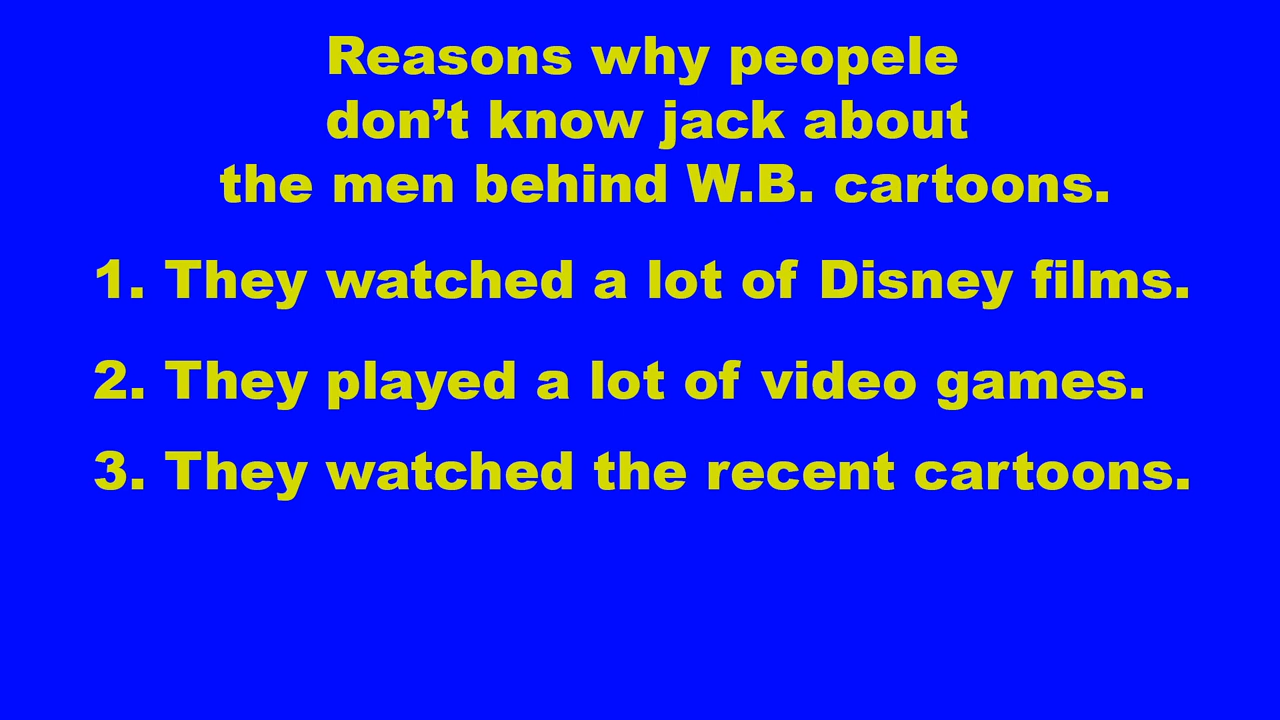 Reasons why peopele
don’t know jack about
the men behind W.B. cartoons.
1. They watched a lot of Disney films.
2. They played a lot of video games.
3. They watched the recent cartoons.